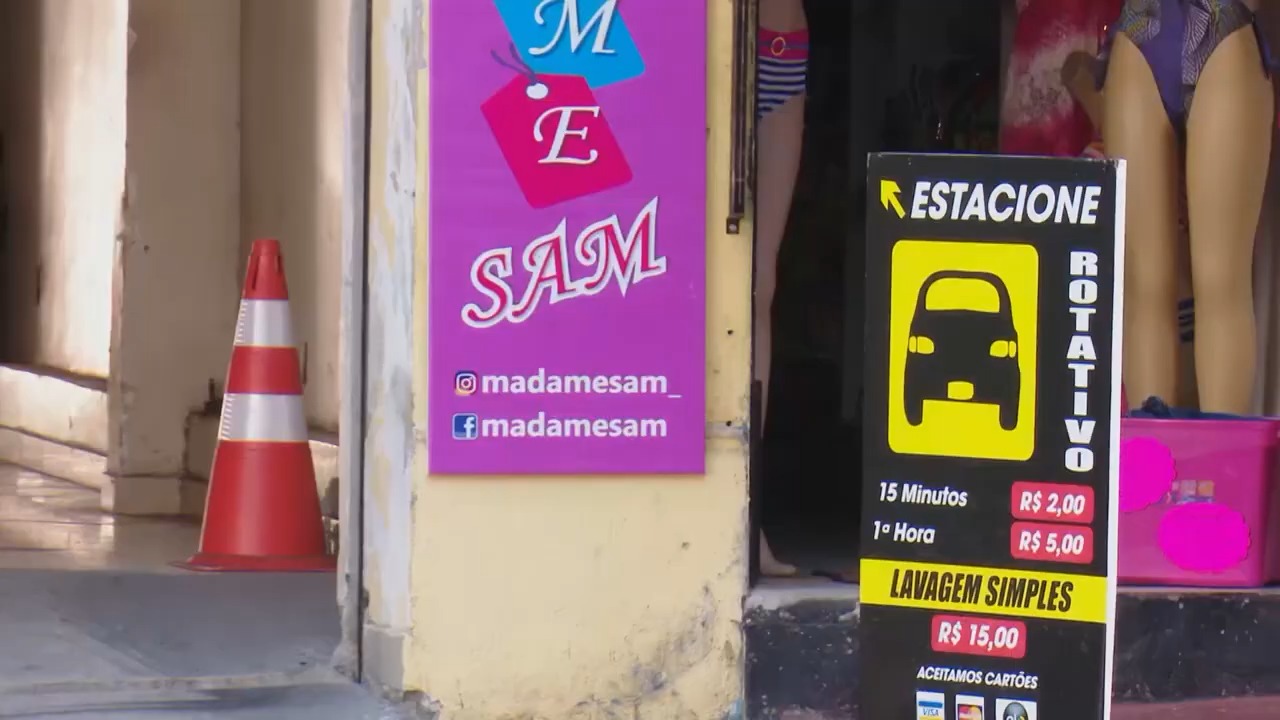 M
E
SAM
madamesam_
madamesam
ESTACIONE
ROTATIVO
15 Minutos R$ 2,00
1ª Hora R$ 5,00
LAVAGEM SIMPLES
R$ 15,00
ACEITAMOS CARTÕES
VISA